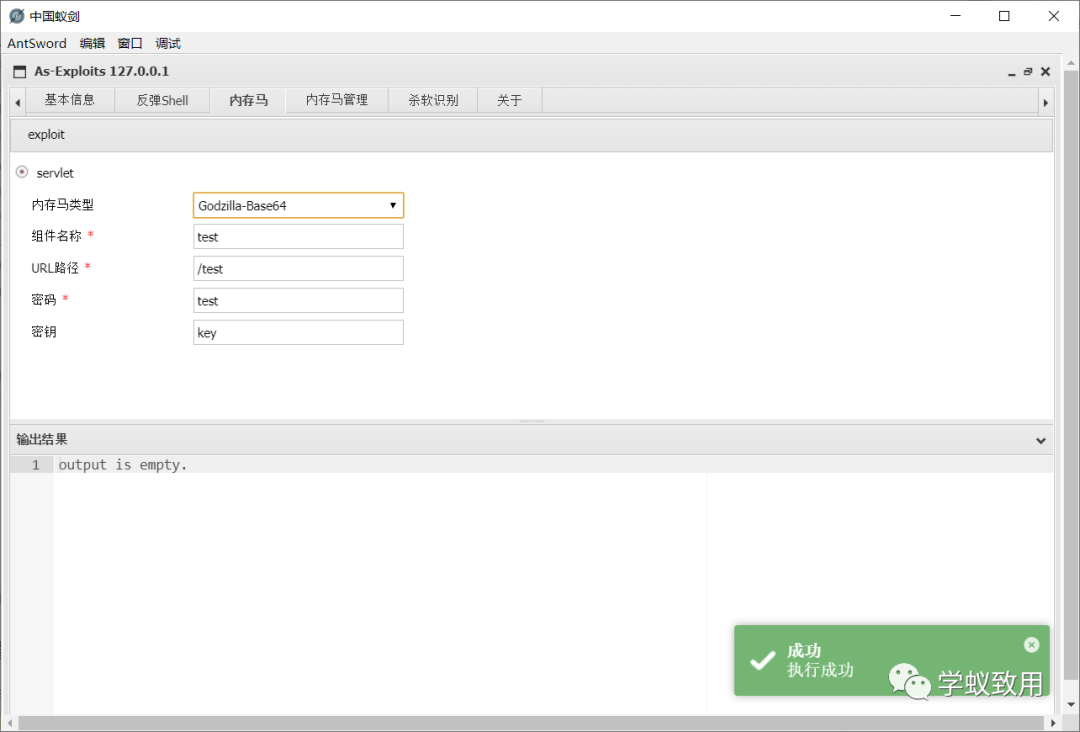 中国蚁剑
AntSword 编辑 窗口 调试
As-Exploits 127.0.0.1
基本信息 反弹Shell 内存马 内存马管理 杀软识别 关于
exploit
servlet
内存马类型 Godzilla-Base64
组件名称 * test
URL路径 * /test
密码 * test
密钥 key
输出结果
1 output is empty.
成功
执行成功
学蚁致用